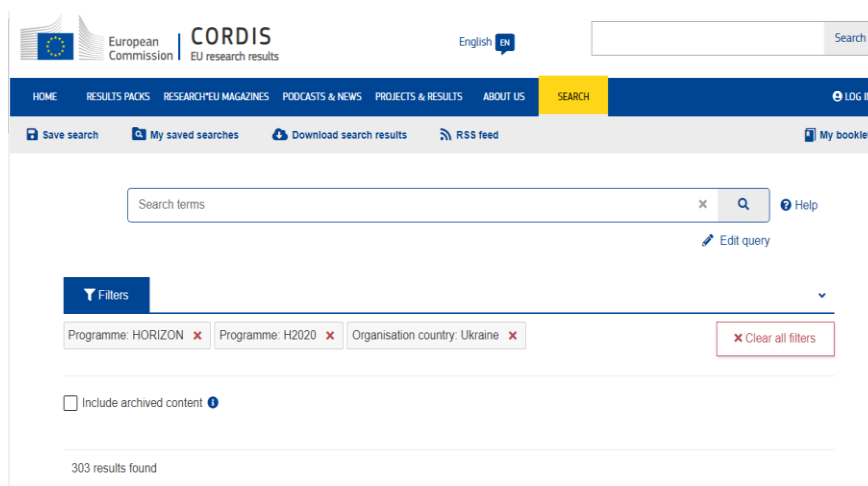 European Commission
CORDIS
EU research results
English EN
Search
HOME RESULTS PACKS RESEARCH*EU MAGAZINES PODCASTS & NEWS PROJECTS & RESULTS ABOUT US SEARCH LOG I
Save search My saved searches Download search results RSS feed My bookle
Search terms
Help
Edit query
Filters
Programme: HORIZON Programme: H2020 Organisation country: Ukraine Clear all filters
Include archived content
303 results found